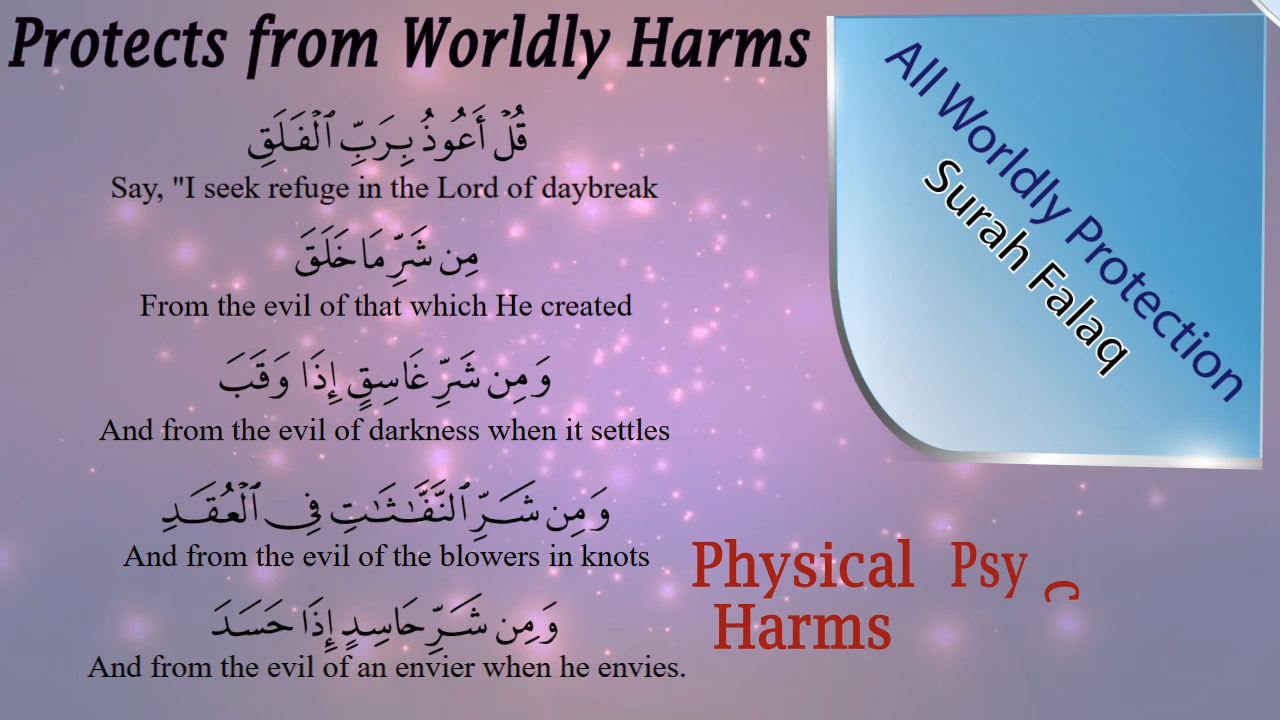 Protects from Worldly Harms
قُلۡ أَعُوذُ بِرَبِّ ٱلۡفَلَقِ
Say, "I seek refuge in the Lord of daybreak
مِن شَرِّ مَا خَلَقَ
From the evil of that which He created
وَمِن شَرِّ غَاسِقٍ إِذَا وَقَبَ
And from the evil of darkness when it settles
وَمِن شَرِّ ٱلنَّفَّٰثَٰتِ فِي ٱلۡعُقَدِ
And from the evil of the blowers in knots
وَمِن شَرِّ حَاسِدٍ إِذَا حَسَدَ
And from the evil of an envier when he envies.
All Worldly Protection
Surah Falaq
Physical Psyc
Harms